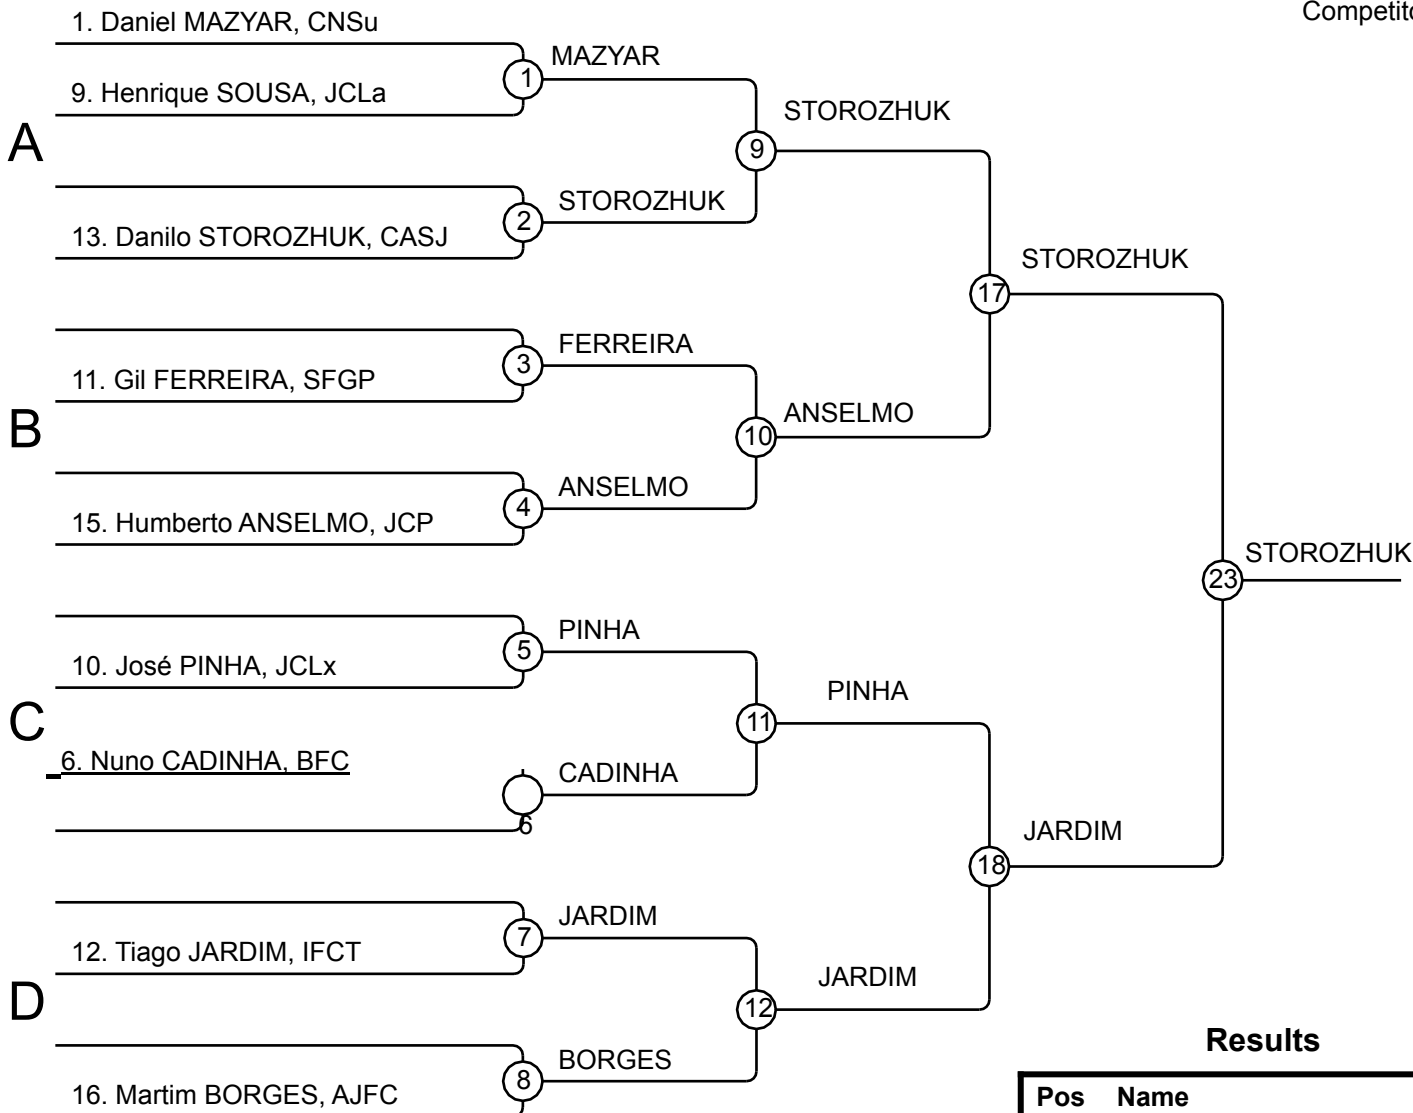 1. Daniel MAZYAR, CNSu
Competito
MAZYAR
1
9. Henrique SOUSA, JCLa
STOROZHUK
A
9
STOROZHUK
2
13. Danilo STOROZHUK, CASJ
STOROZHUK
17
FERREIRA
3
11. Gil FERREIRA, SFGP
ANSELMO
B
10
ANSELMO
4
15. Humberto ANSELMO, JCP
STOROZHUK
23
PINHA
5
10. José PINHA, JCLx
PINHA
C
11
6. Nuno CADINHA, BFC
CADINHA
6
JARDIM
18
JARDIM
7
12. Tiago JARDIM, IFCT
JARDIM
D
12
Results
BORGES
8
16. Martim BORGES, AJFC
Pos Name